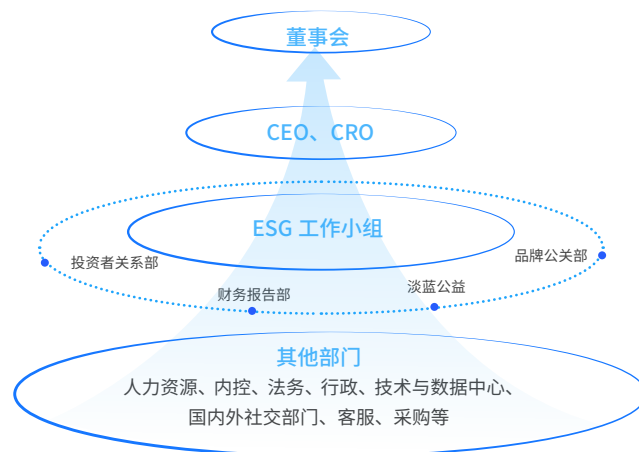 董事会
CEO、CRO
ESG 工作小组
投资者关系部
财务报告部
淡蓝公益
品牌公关部
其他部门
人力资源、内控、法务、行政、技术与数据中心、
国内外社交部门、客服、采购等